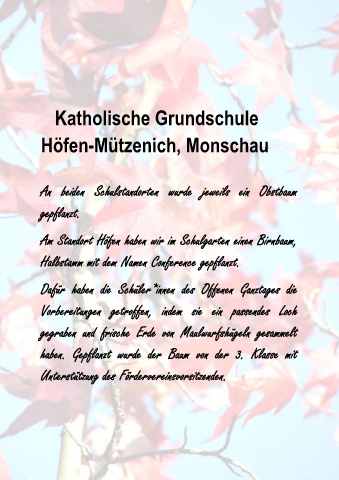 Katholische Grundschule
Höfen-Mützenich, Monschau
An beiden Schulstandorten wurde jeweils ein Obstbaum
gepflanzt.
Am Standort Höfen haben wir im Schulgarten einen Birnbaum,
Halbstamm mit dem Namen Conference gepflanzt.
Dafür haben die Schüler*innen des Offenen Ganztages die
Vorbereitungen getroffen, indem sie ein passendes Loch
gegraben und frische Erde von Maulwurfshügeln gesammelt
haben. Gepflanzt wurde der Baum von der 3. Klasse mit
Unterstützung des Fördervereinsvorsitzenden.